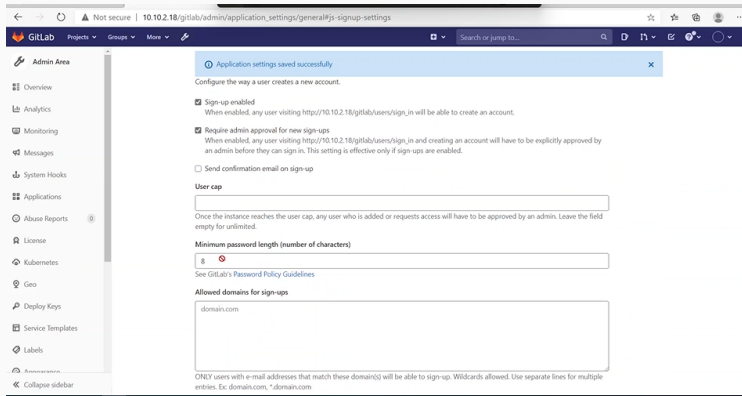 Not secure | 10.10.2.18/gitlab/admin/application_settings/general#js-signup-settings
GitLab Projects Groups More Search or jump to...
Admin Area
Overview
Analytics
Monitoring
Messages
System Hooks
Applications
Abuse Reports 0
License
Kubernetes
Geo
Deploy Keys
Service Templates
Labels
Appearance
Collapse sidebar
Application settings saved successfully
Configure the way a user creates a new account.
Sign-up enabled
When enabled, any user visiting http://10.10.2.18/gitlab/users/sign_in will be able to create an account.
Require admin approval for new sign-ups
When enabled, any user visiting http://10.10.2.18/gitlab/users/sign_in and creating an account will have to be explicitly approved by
an admin before they can sign in. This setting is effective only if sign-ups are enabled.
Send confirmation email on sign-up
User cap
Once the instance reaches the user cap, any user who is added or requests access will have to be approved by an admin. Leave the field
empty for unlimited.
Minimum password length (number of characters)
8
See GitLab's Password Policy Guidelines
Allowed domains for sign-ups
domain.com
ONLY users with e-mail addresses that match these domain(s) will be able to sign-up. Wildcards allowed. Use separate lines for multiple
entries. Ex: domain.com, *.domain.com